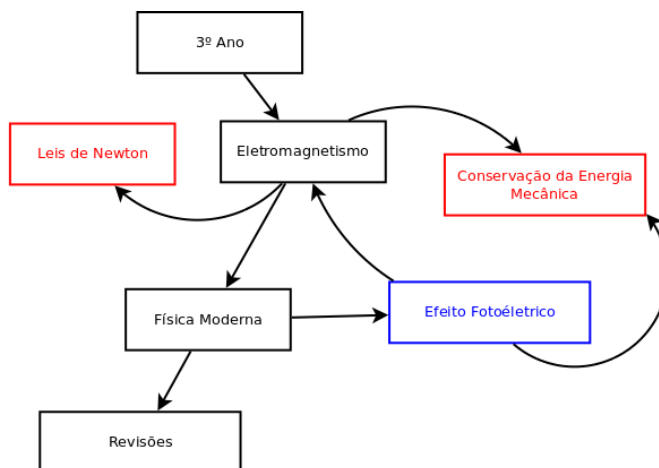 3º Ano
Eletromagnetismo
Leis de Newton
Conservação da Energia
Mecânica
Física Moderna
Efeito Fotoéletrico
Revisões